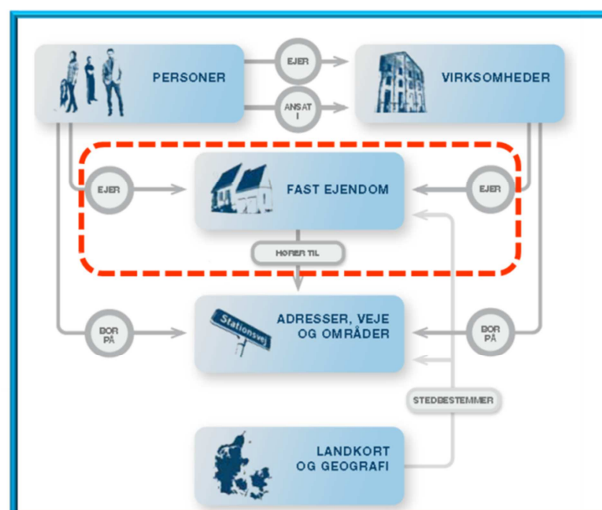 PERSONER
EJER
VIRKSOMHEDER
ANSAT
I
EJER
FAST EJENDOM
EJER
HØRER TIL
Stationsvej
ADRESSER, VEJE
OG OMRÅDER
BOR
PÅ
BOR
PÅ
STEDBESTEMMER
LANDKORT
OG GEOGRAFI